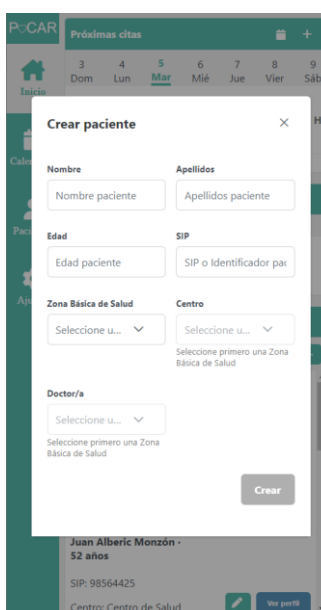 PoCAR
Próximas citas
3 4 5 6 7 8 9
Dom Lun Mar Mié Jue Vier Sáb
Inicio
Crear paciente
Nombre Apellidos
Nombre paciente Apellidos paciente
Edad SIP
Edad paciente SIP o Identificador pac
Zona Básica de Salud Centro
Seleccione u... Seleccione u...
Seleccione primero una Zona
Básica de Salud
Doctor/a
Seleccione u...
Seleccione primero una Zona
Básica de Salud
Crear
Juan Alberic Monzón ·
52 años
SIP: 98564425
Centro: Centro de Salud
Ver perfil